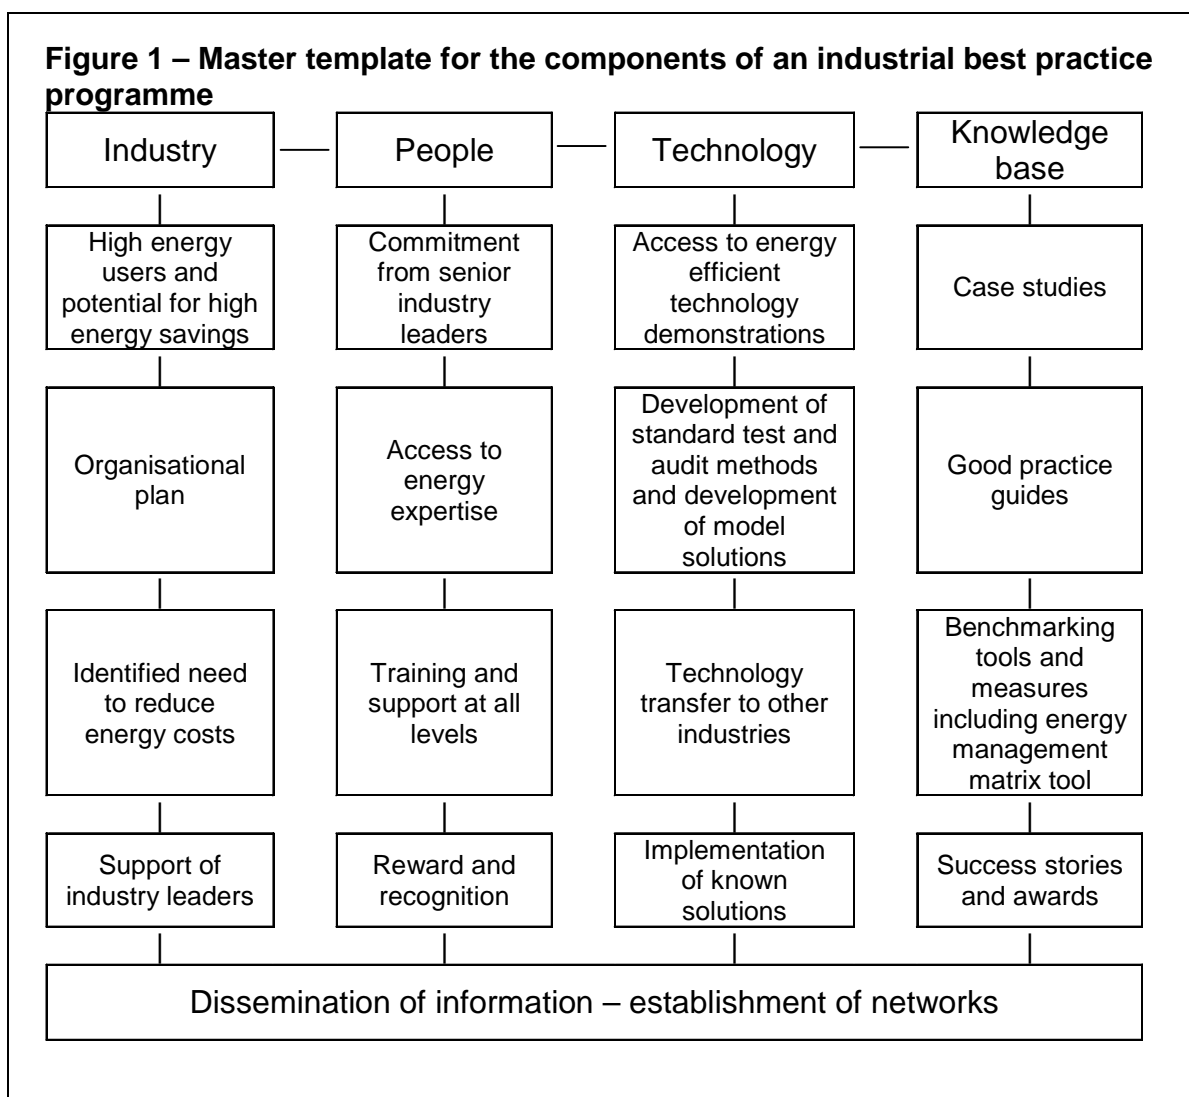 Figure 1 – Master template for the components of an industrial best practice
programme
Industry
People
Technology
Knowledge
base
High energy
users and
potential for high
energy savings
Commitment
from senior
industry
leaders
Access to energy
efficient
technology
demonstrations
Case studies
Organisational
plan
Access to
energy
expertise
Development of
standard test and
audit methods
and development
of model
solutions
Good practice
guides
Identified need
to reduce
energy costs
Training and
support at all
levels
Technology
transfer to other
industries
Benchmarking
tools and
measures
including energy
management
matrix tool
Support of
industry leaders
Reward and
recognition
Implementation
of known
solutions
Success stories
and awards
Dissemination of information – establishment of networks